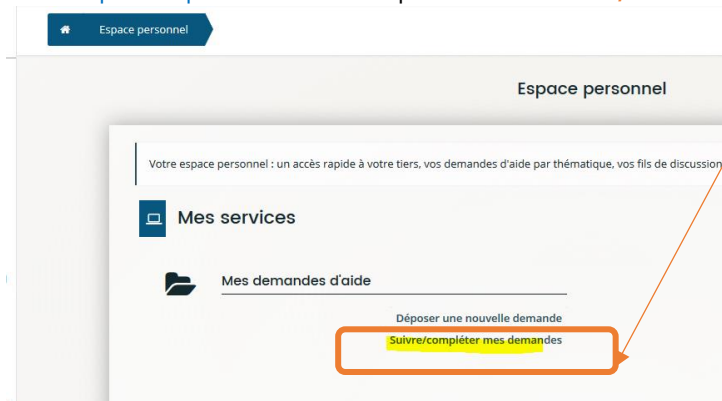 Espace personnel
Espace personnel
Votre espace personnel : un accès rapide à votre tiers, vos demandes d'aide par thématique, vos fils de discussion
Mes services
Mes demandes d'aide
Déposer une nouvelle demande
Suivre/compléter mes demandes